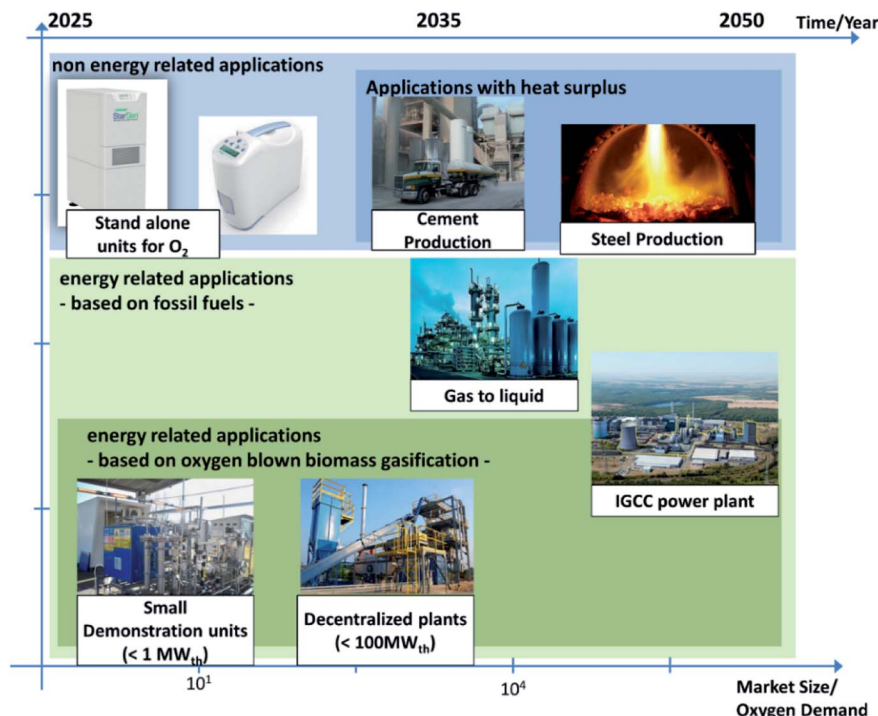 2025
2035
2050
Time/Year
non energy related applications
Applications with heat surplus
StarGen
Stand alone
units for O₂
Cement
Production
Steel Production
energy related applications
- based on fossil fuels -
Gas to liquid
energy related applications
- based on oxygen blown biomass gasification -
IGCC power plant
Small
Demonstration units
(< 1 MWₜₕ)
Decentralized plants
(< 100MWₜₕ)
10¹
10⁴
Market Size/
Oxygen Demand